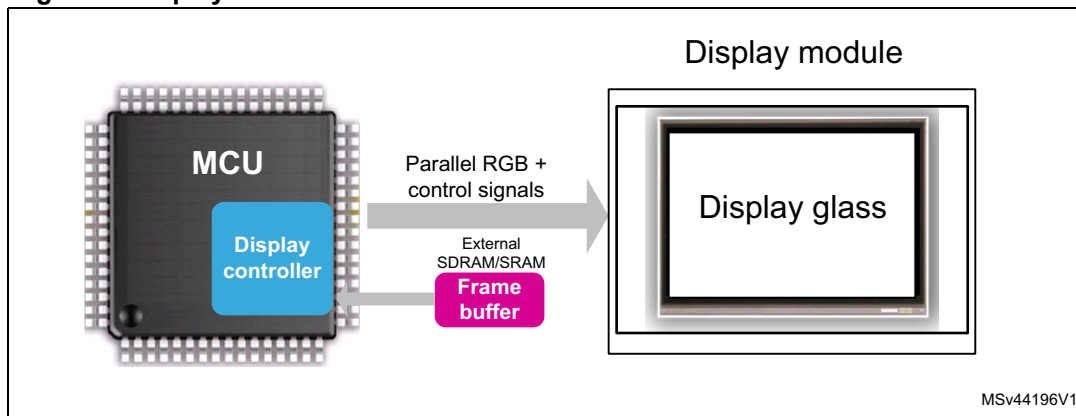 Display module
MCU
Parallel RGB +
control signals
Display glass
Display
controller
External
SDRAM/SRAM
Frame
buffer
MSv44196V1